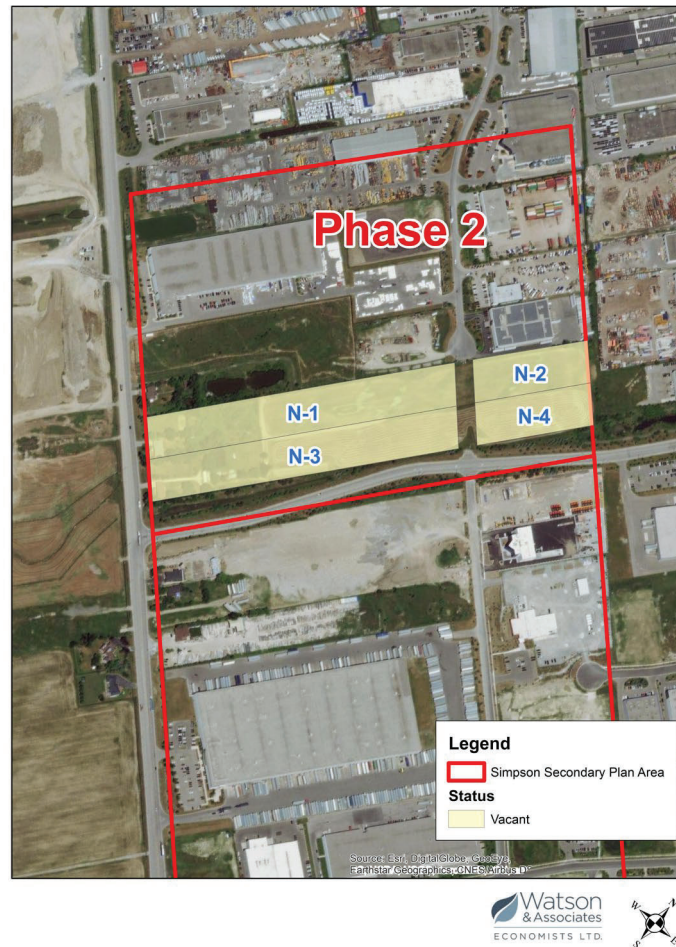 Phase 2
N-1
N-2
N-3
N-4
Legend
Simpson Secondary Plan Area
Status
Vacant
Source: Esri, DigitalGlobe, GeoEye,
Earthstar Geographics, CNES/Airbus D
Watson
& Associates
ECONOMISTS LTD.
W
N
S
E